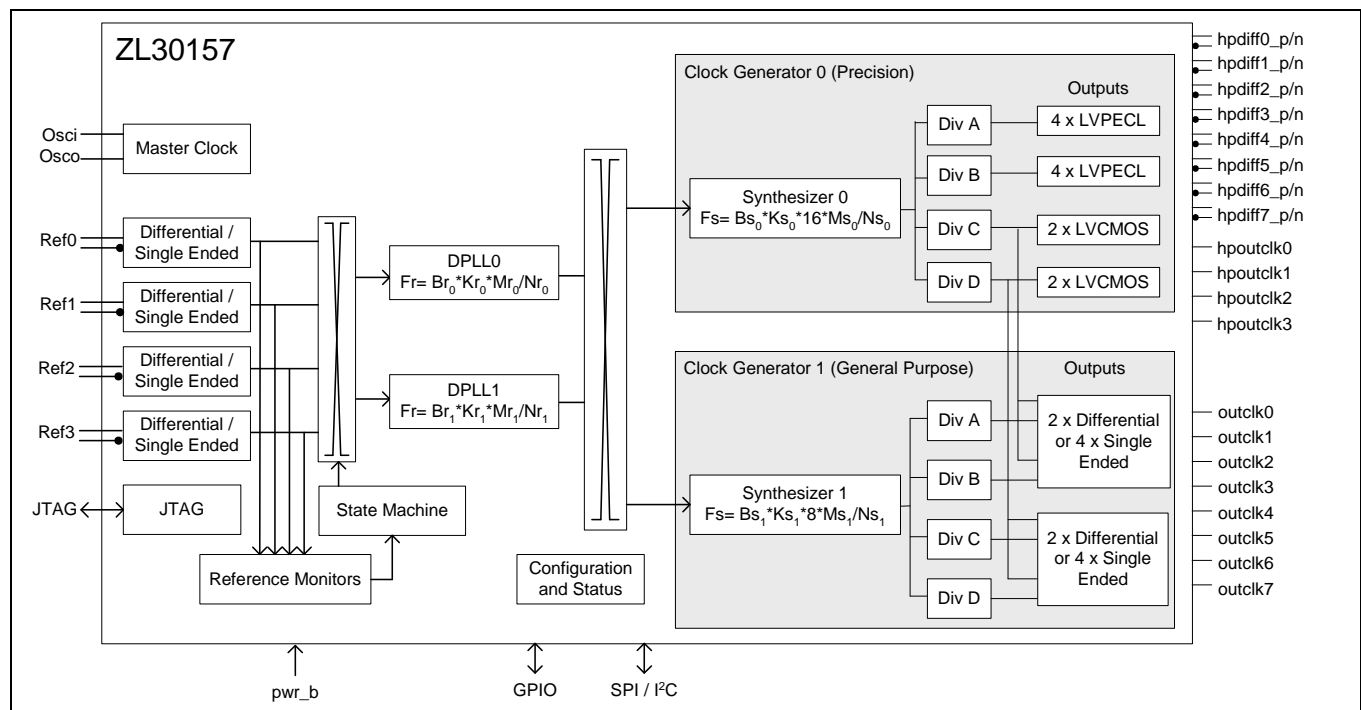 ZL30157
Osci
Osco
Master Clock
Ref0
Differential /
Single Ended
Ref1
Differential /
Single Ended
Ref2
Differential /
Single Ended
Ref3
Differential /
Single Ended
JTAG
JTAG
State Machine
Reference Monitors
DPLL0
Fr= Br₀*Kr₀*Mr₀/Nr₀
DPLL1
Fr= Br₁*Kr₁*Mr₁/Nr₁
Configuration
and Status
Clock Generator 0 (Precision)
Outputs
Synthesizer 0
Fs= Bs₀*Ks₀*16*Ms₀/Ns₀
Div A
4 x LVPECL
Div B
4 x LVPECL
Div C
2 x LVCMOS
Div D
2 x LVCMOS
Clock Generator 1 (General Purpose)
Outputs
Synthesizer 1
Fs= Bs₁*Ks₁*8*Ms₁/Ns₁
Div A
Div B
Div C
Div D
2 x Differential
or 4 x Single
Ended
2 x Differential
or 4 x Single
Ended
hpdiff0_p/n
hpdiff1_p/n
hpdiff2_p/n
hpdiff3_p/n
hpdiff4_p/n
hpdiff5_p/n
hpdiff6_p/n
hpdiff7_p/n
hpoutclk0
hpoutclk1
hpoutclk2
hpoutclk3
outclk0
outclk1
outclk2
outclk3
outclk4
outclk5
outclk6
outclk7
pwr_b
GPIO
SPI / I²C